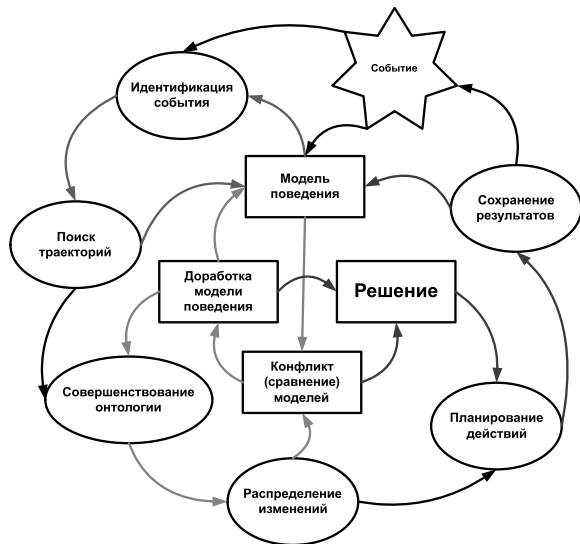 Событие
Идентификация
события
Модель
поведения
Сохранение
результатов
Поиск
траекторий
Доработка
модели
поведения
Решение
Конфликт
(сравнение)
моделей
Совершенствование
онтологии
Планирование
действий
Распределение
изменений